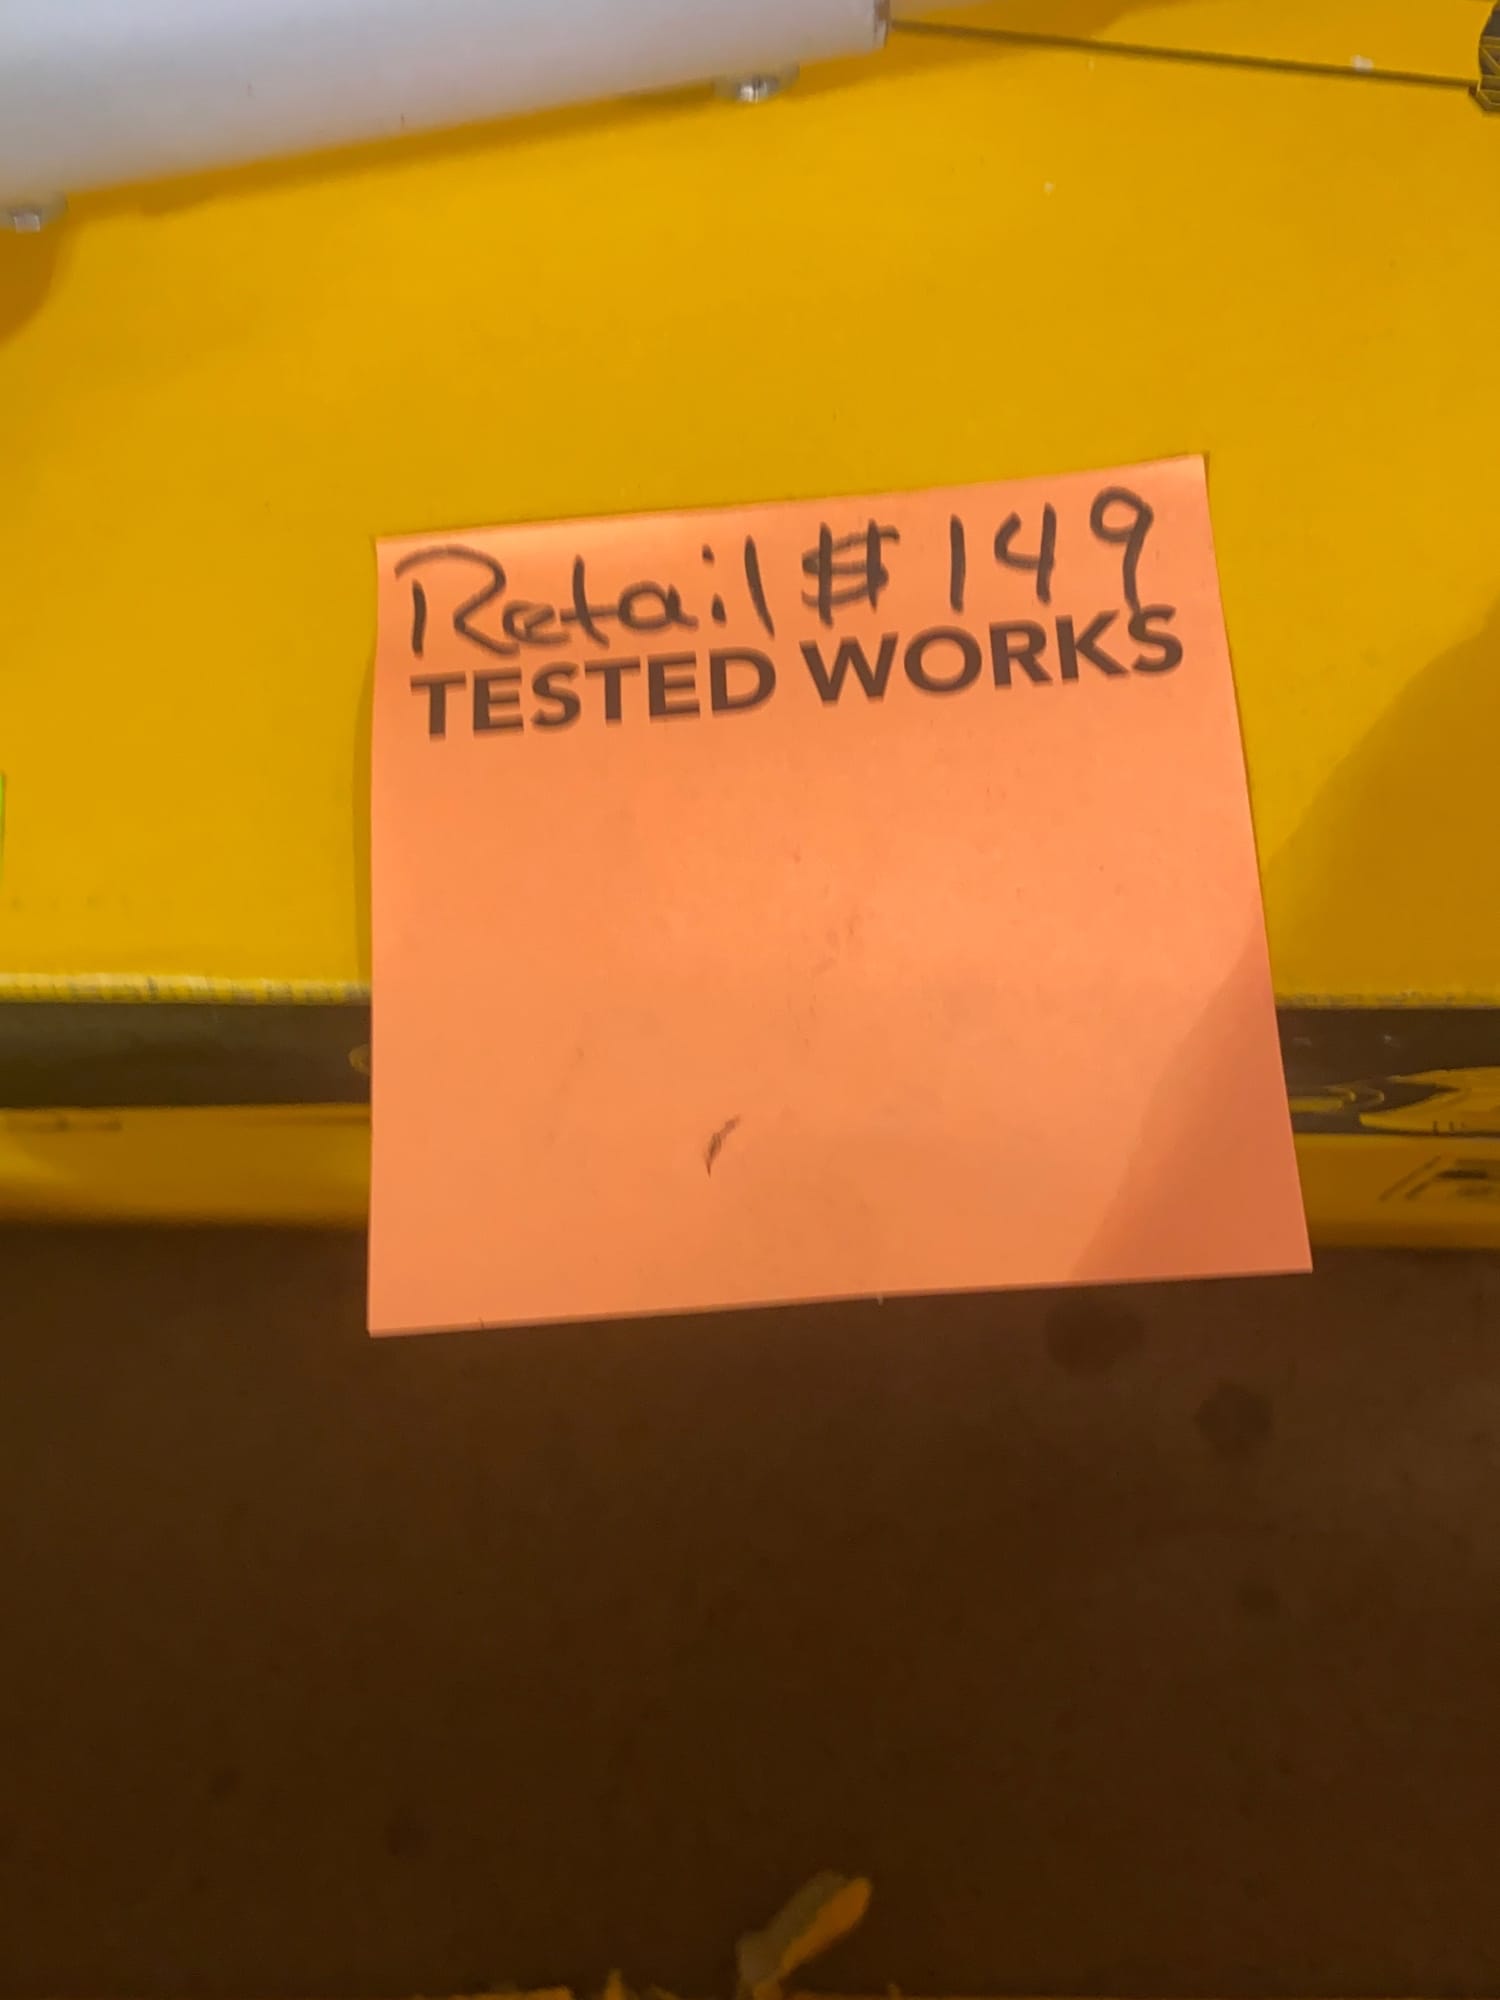 Retail $149
TESTED WORKS